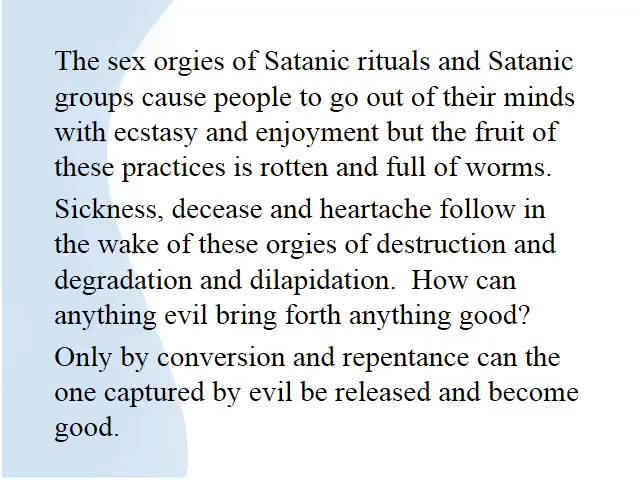 The sex orgies of Satanic rituals and Satanic
groups cause people to go out of their minds
with ecstasy and enjoyment but the fruit of
these practices is rotten and full of worms.
Sickness, decease and heartache follow in
the wake of these orgies of destruction and
degradation and dilapidation.  How can
anything evil bring forth anything good?
Only by conversion and repentance can the
one captured by evil be released and become
good.